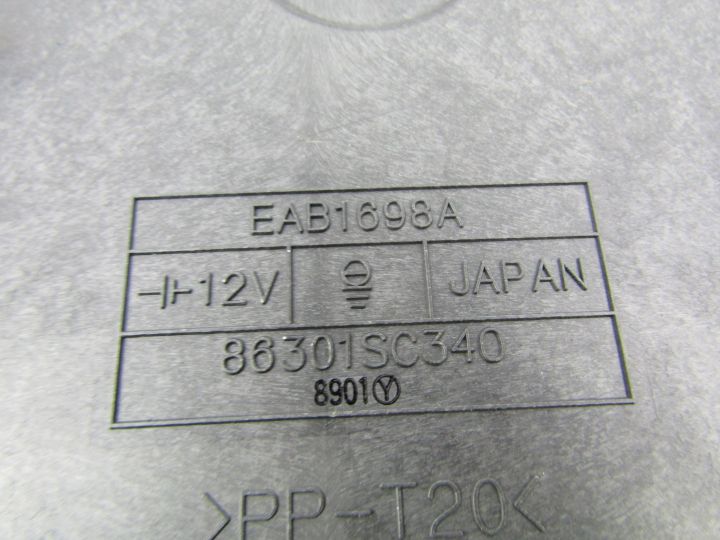 EAB1698A
12V JAPAN
86301SC340
8901Ⓨ
>PP-T20<